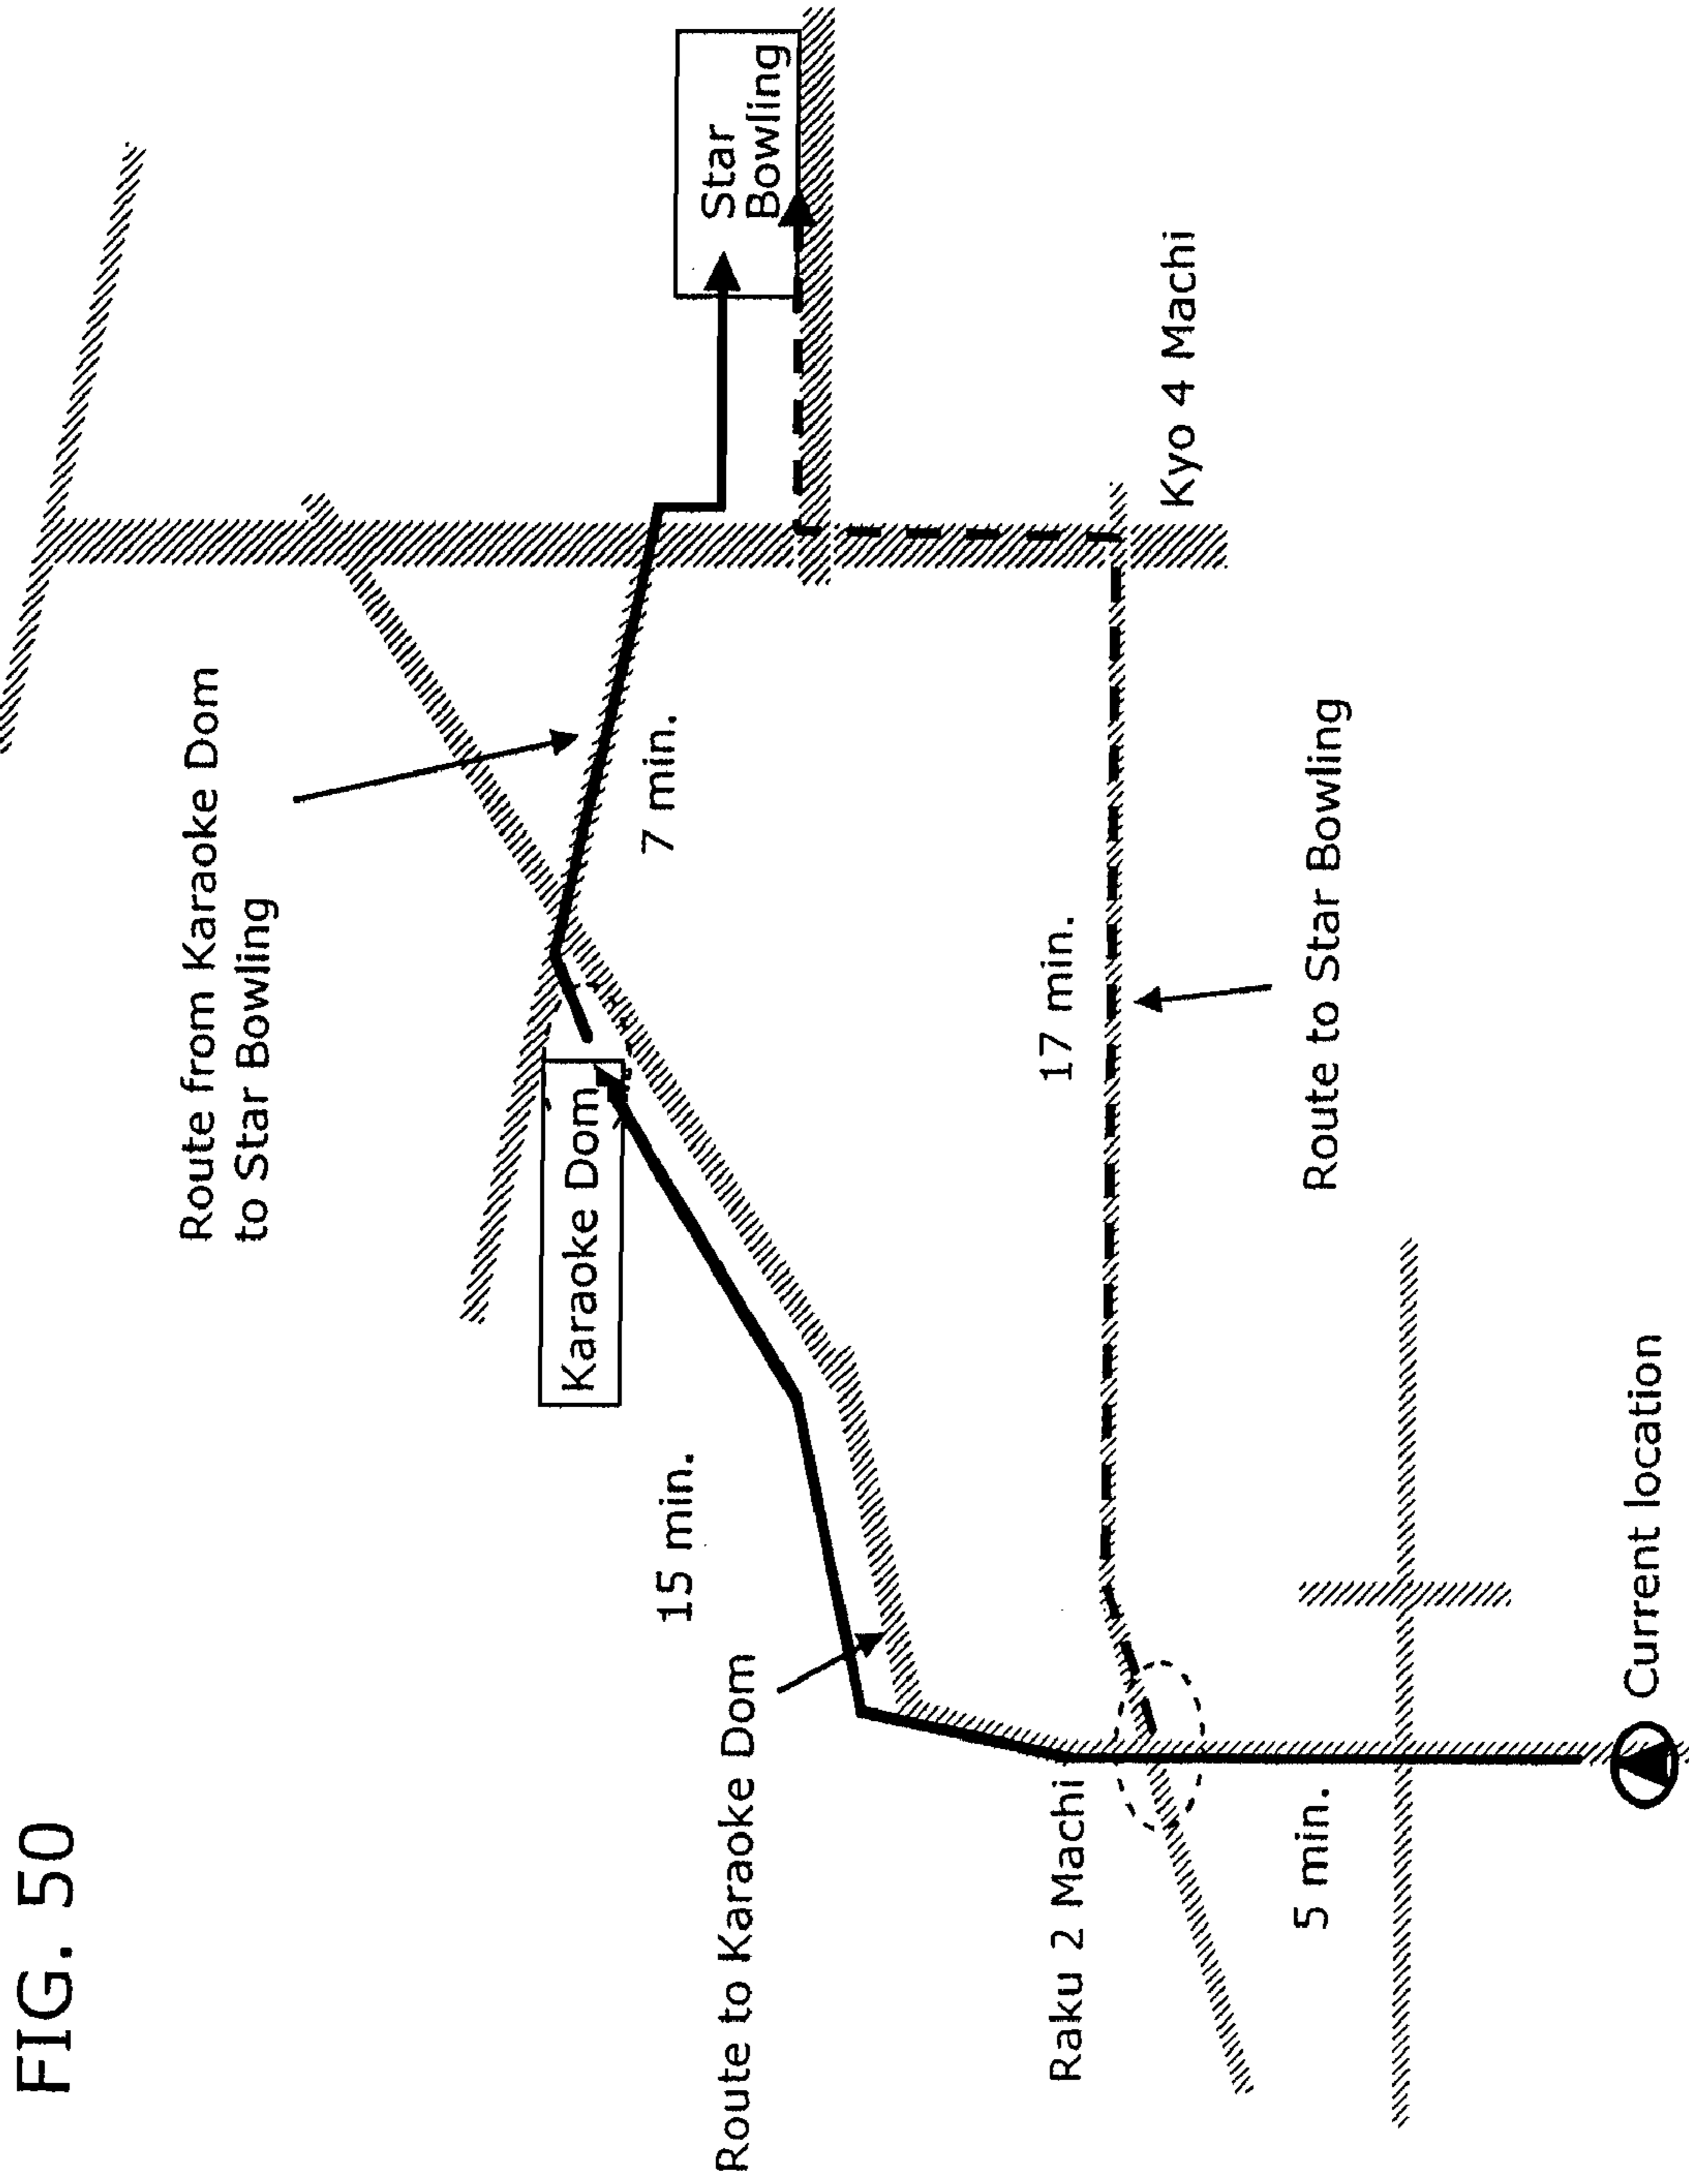 FIG. 50
Route from Karaoke Dom
to Star Bowling
Star
Bowling
Karaoke Dom
7 min.
15 min.
Route to Karaoke Dom
17 min.
Kyo 4 Machi
Raku 2 Machi
Route to Star Bowling
5 min.
Current location